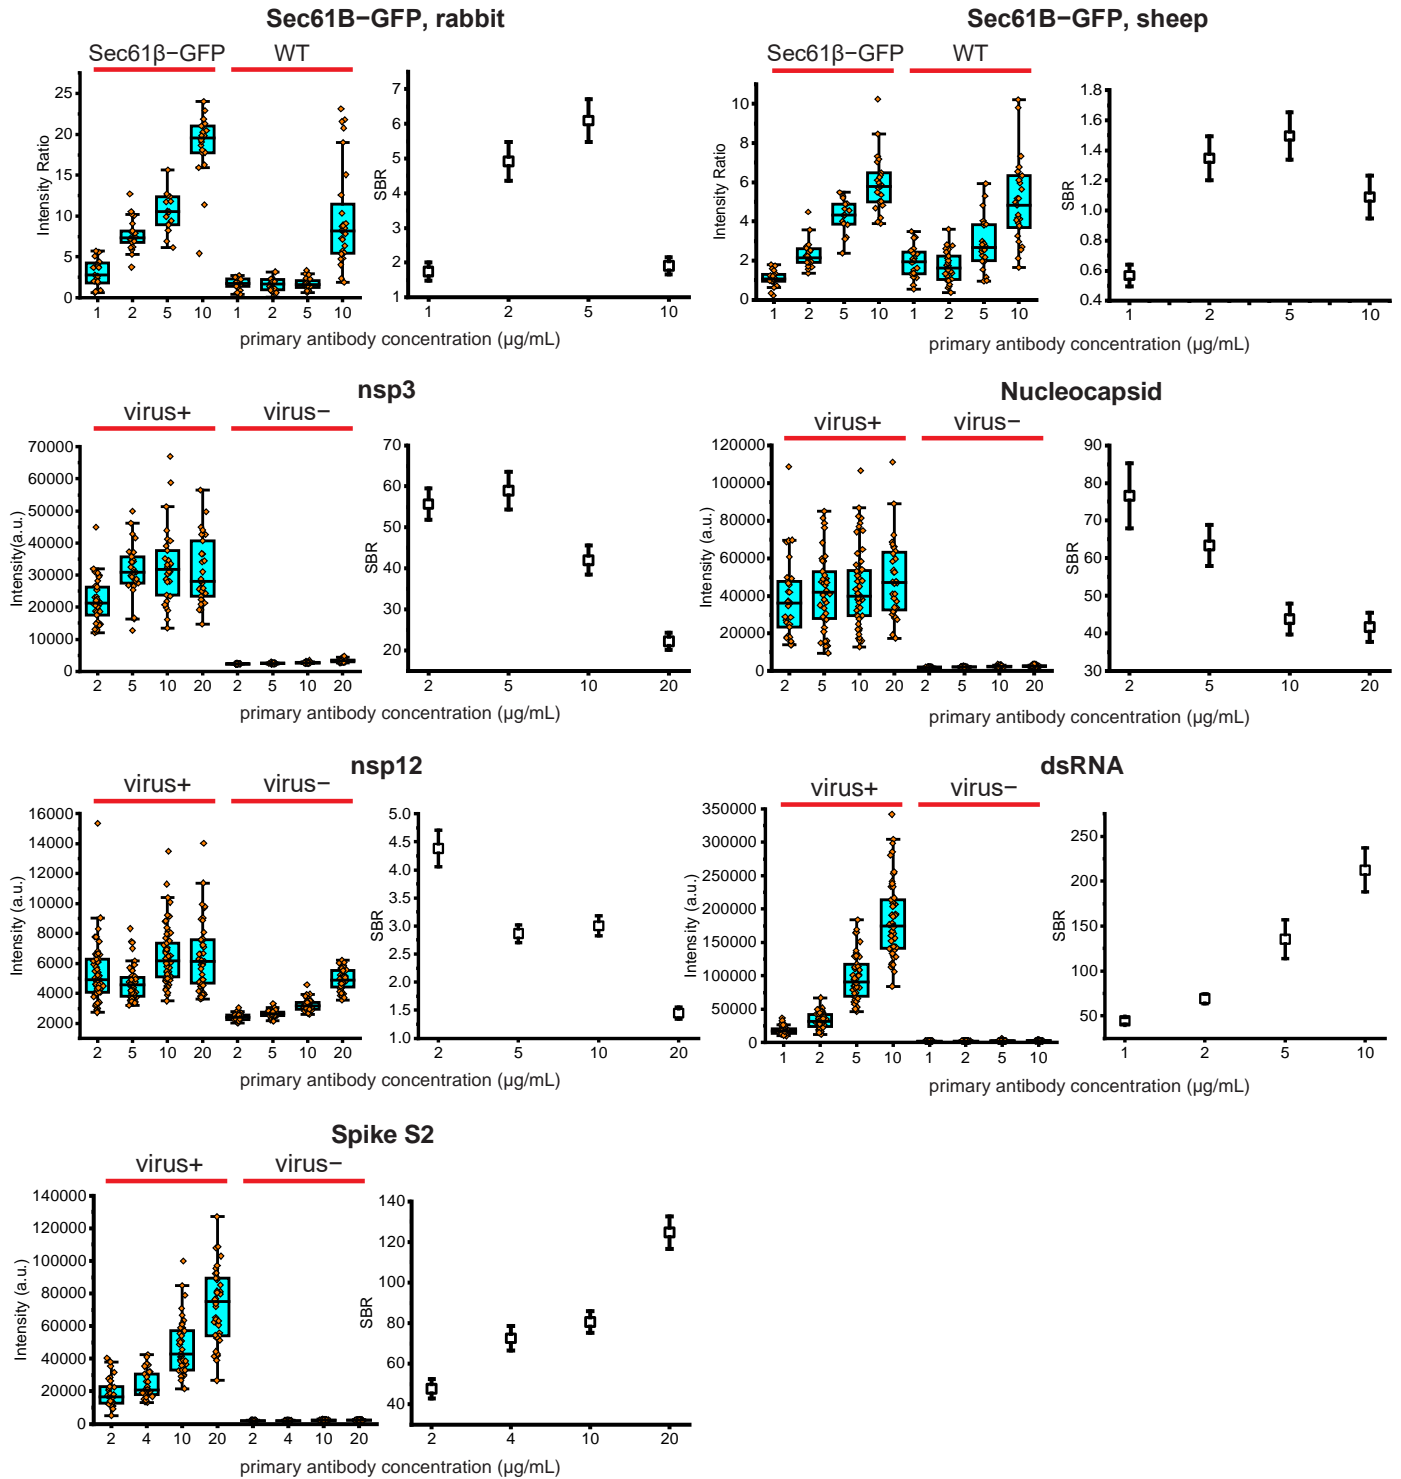 Sec61B−GFP, rabbit
Sec61β−GFP WT
Intensity Ratio
25
20
15
10
5
0
1 2 5 10 1 2 5 10
SBR
7
6
5
4
3
2
1
1 2 5 10
primary antibody concentration (µg/mL)
Sec61B−GFP, sheep
Sec61β−GFP WT
Intensity Ratio
10
8
6
4
2
0
1 2 5 10 1 2 5 10
SBR
1.8
1.6
1.4
1.2
1.0
0.8
0.6
0.4
1 2 5 10
primary antibody concentration (µg/mL)
nsp3
virus+ virus−
Intensity(a.u.)
70000
60000
50000
40000
30000
20000
10000
0
2 5 10 20 2 5 10 20
SBR
70
60
50
40
30
20
2 5 10 20
primary antibody concentration (µg/mL)
Nucleocapsid
virus+ virus−
Intensity (a.u.)
120000
100000
80000
60000
40000
20000
0
2 5 10 20 2 5 10 20
SBR
90
80
70
60
50
40
30
2 5 10 20
primary antibody concentration (µg/mL)
nsp12
virus+ virus−
Intensity (a.u.)
16000
14000
12000
10000
8000
6000
4000
2000
2 5 10 20 2 5 10 20
SBR
5.0
4.5
4.0
3.5
3.0
2.5
2.0
1.5
1.0
2 5 10 20
primary antibody concentration (µg/mL)
dsRNA
virus+ virus−
Intensity (a.u.)
350000
300000
250000
200000
150000
100000
50000
0
1 2 5 10 1 2 5 10
SBR
250
200
150
100
50
1 2 5 10
primary antibody concentration (µg/mL)
Spike S2
virus+ virus−
Intensity (a.u.)
140000
120000
100000
80000
60000
40000
20000
0
2 4 10 20 2 4 10 20
SBR
140
120
100
80
60
40
2 4 10 20
primary antibody concentration (µg/mL)